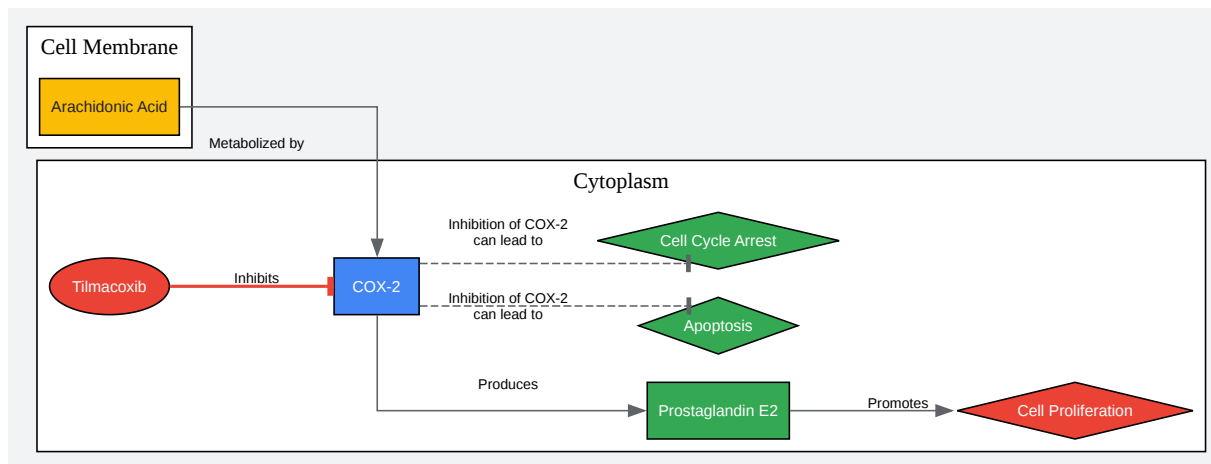 Cell Membrane
Arachidonic Acid
Metabolized by
Cytoplasm
Inhibition of COX-2
can lead to
Cell Cycle Arrest
Tilmacoxib
Inhibits
COX-2
Inhibition of COX-2
can lead to
Apoptosis
Produces
Prostaglandin E2
Promotes
Cell Proliferation